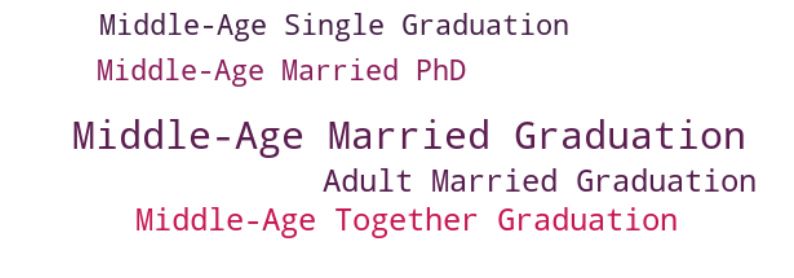 Middle-Age Single Graduation
Middle-Age Married PhD
Middle-Age Married Graduation
Adult Married Graduation
Middle-Age Together Graduation